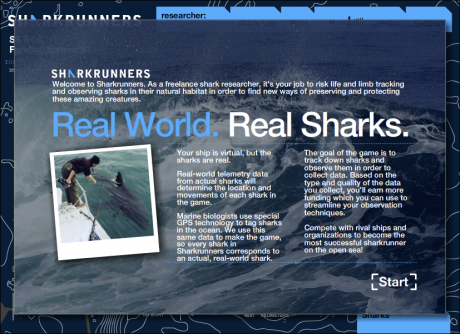 researcher:
SHARKRUNNERS
Welcome to Sharkrunners. As a freelance shark researcher, it's your job to risk life and limb tracking
and observing sharks in their natural habitat in order to find new ways of preserving and protecting
these amazing creatures.
Real World. Real Sharks.
Your ship is virtual, but the
sharks are real.
Real-world telemetry data
from actual sharks will
determine the location and
movements of each shark in
the game.
Marine biologists use special
GPS technology to tag sharks
in the ocean. We use this
same data to make the game,
so every shark in
Sharkrunners corresponds to
an actual, real-world shark.
The goal of the game is to
track down sharks and
observe them in order to
collect data. Based on the
type and quality of the data
you collect, you'll earn more
funding which you can use to
streamline your observation
techniques.
Compete with rival ships and
organizations to become the
most successful sharkrunner
on the open sea!
Start
Sharks